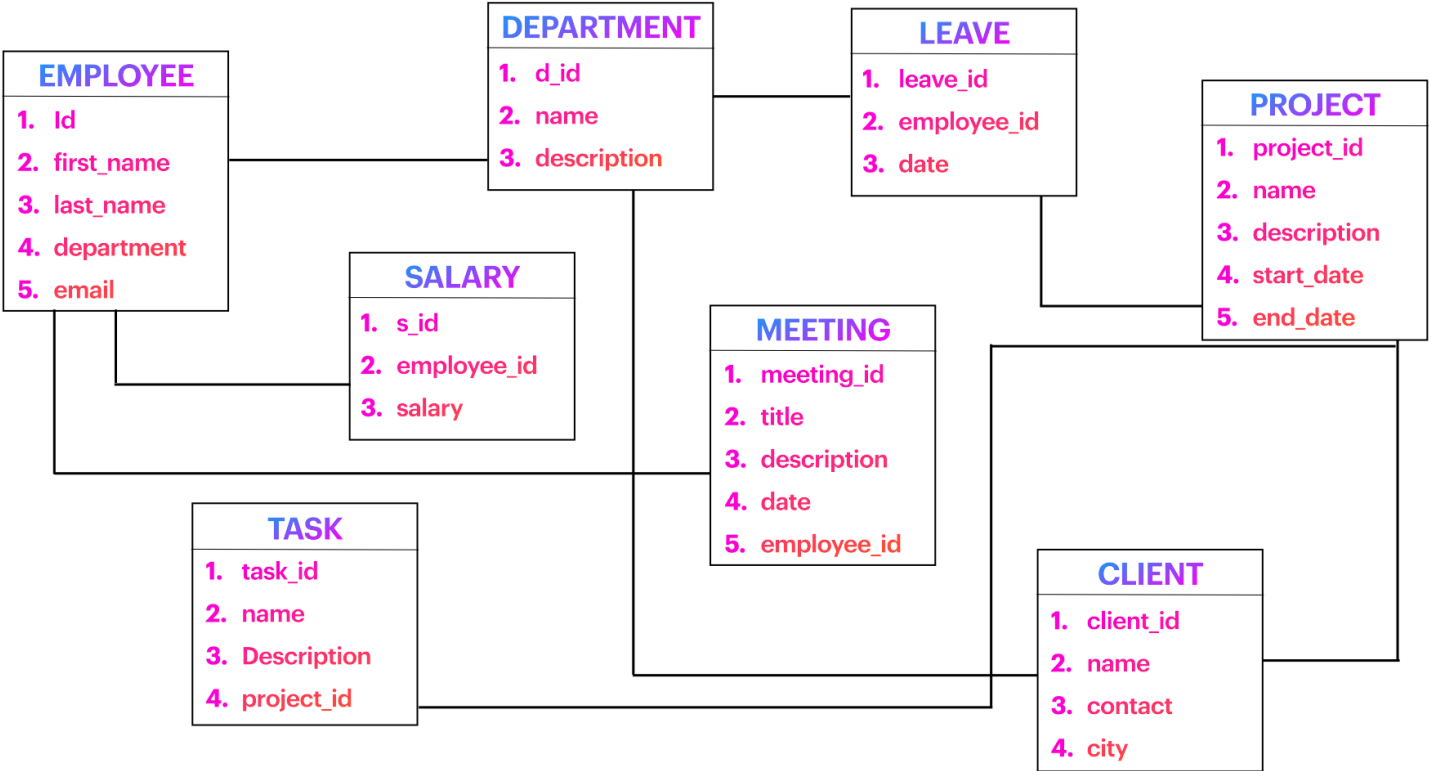 EMPLOYEE
1. Id
2. first_name
3. last_name
4. department
5. email
DEPARTMENT
1. d_id
2. name
3. description
LEAVE
1. leave_id
2. employee_id
3. date
PROJECT
1. project_id
2. name
3. description
4. start_date
5. end_date
SALARY
1. s_id
2. employee_id
3. salary
MEETING
1. meeting_id
2. title
3. description
4. date
5. employee_id
TASK
1. task_id
2. name
3. Description
4. project_id
CLIENT
1. client_id
2. name
3. contact
4. city